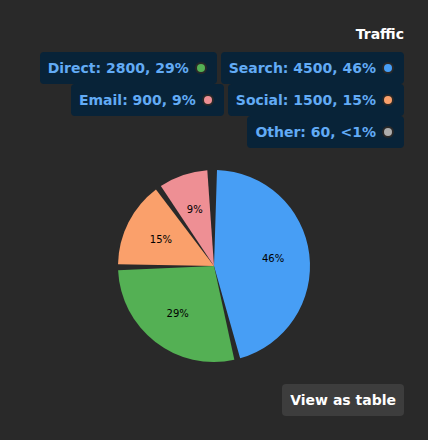 Traffic
Direct: 2800, 29% Search: 4500, 46%
Email: 900, 9% Social: 1500, 15%
Other: 60, <1%
9%
46%
15%
29%
View as table